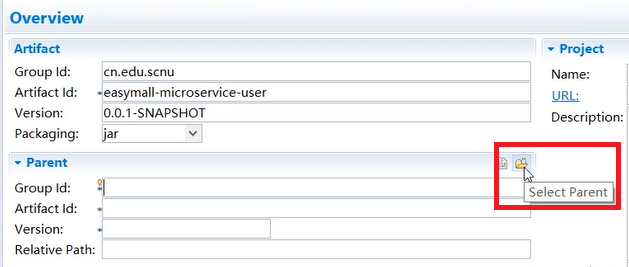 Overview
Artifact
Group Id: cn.edu.scnu
Artifact Id: * easymall-microservice-user
Version: 0.0.1-SNAPSHOT
Packaging: jar
Parent
Group Id: *
Artifact Id: *
Version: *
Relative Path:
Select Parent
Project
Name:
URL:
Description: